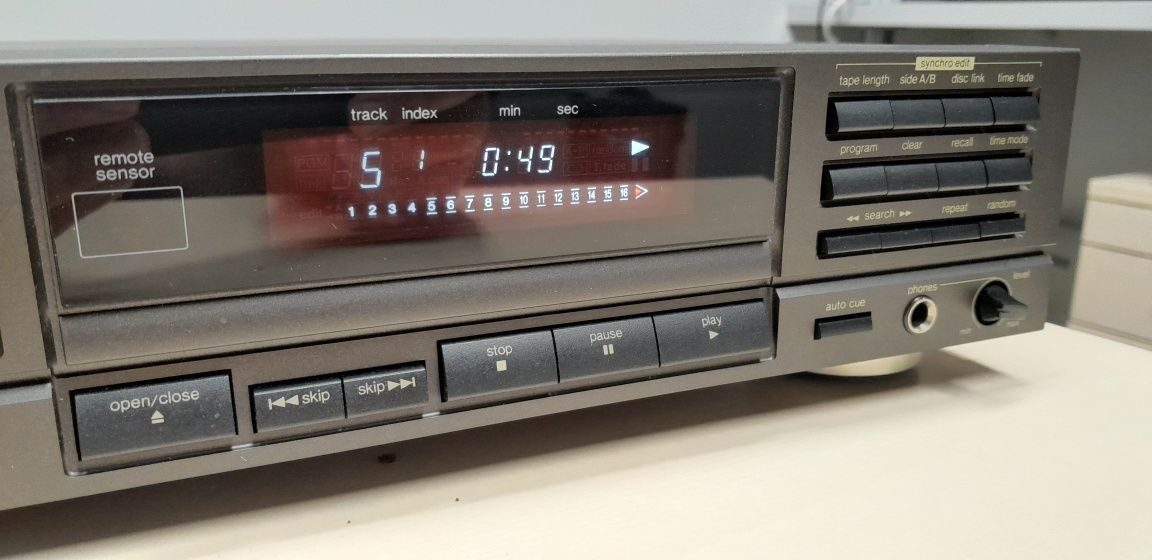 synchro edit
tape length side A/B disc link time fade
track index min sec
program clear recall time mode
remote
sensor
5 1 0:49
random
1 2 3 4 5 6 7 8 9 10 11 12 13 14 15 16
◀◀ search ▶▶ repeat random
auto cue phones level
min max
open/close
skip skip
stop pause play